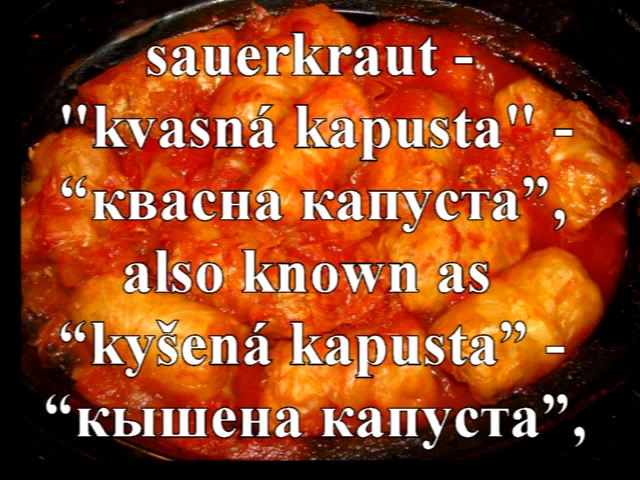 sauerkraut -
"kvasná kapusta" -
“квасна капуста”,
also known as
“kyšená kapusta” -
“кышена капуста”,